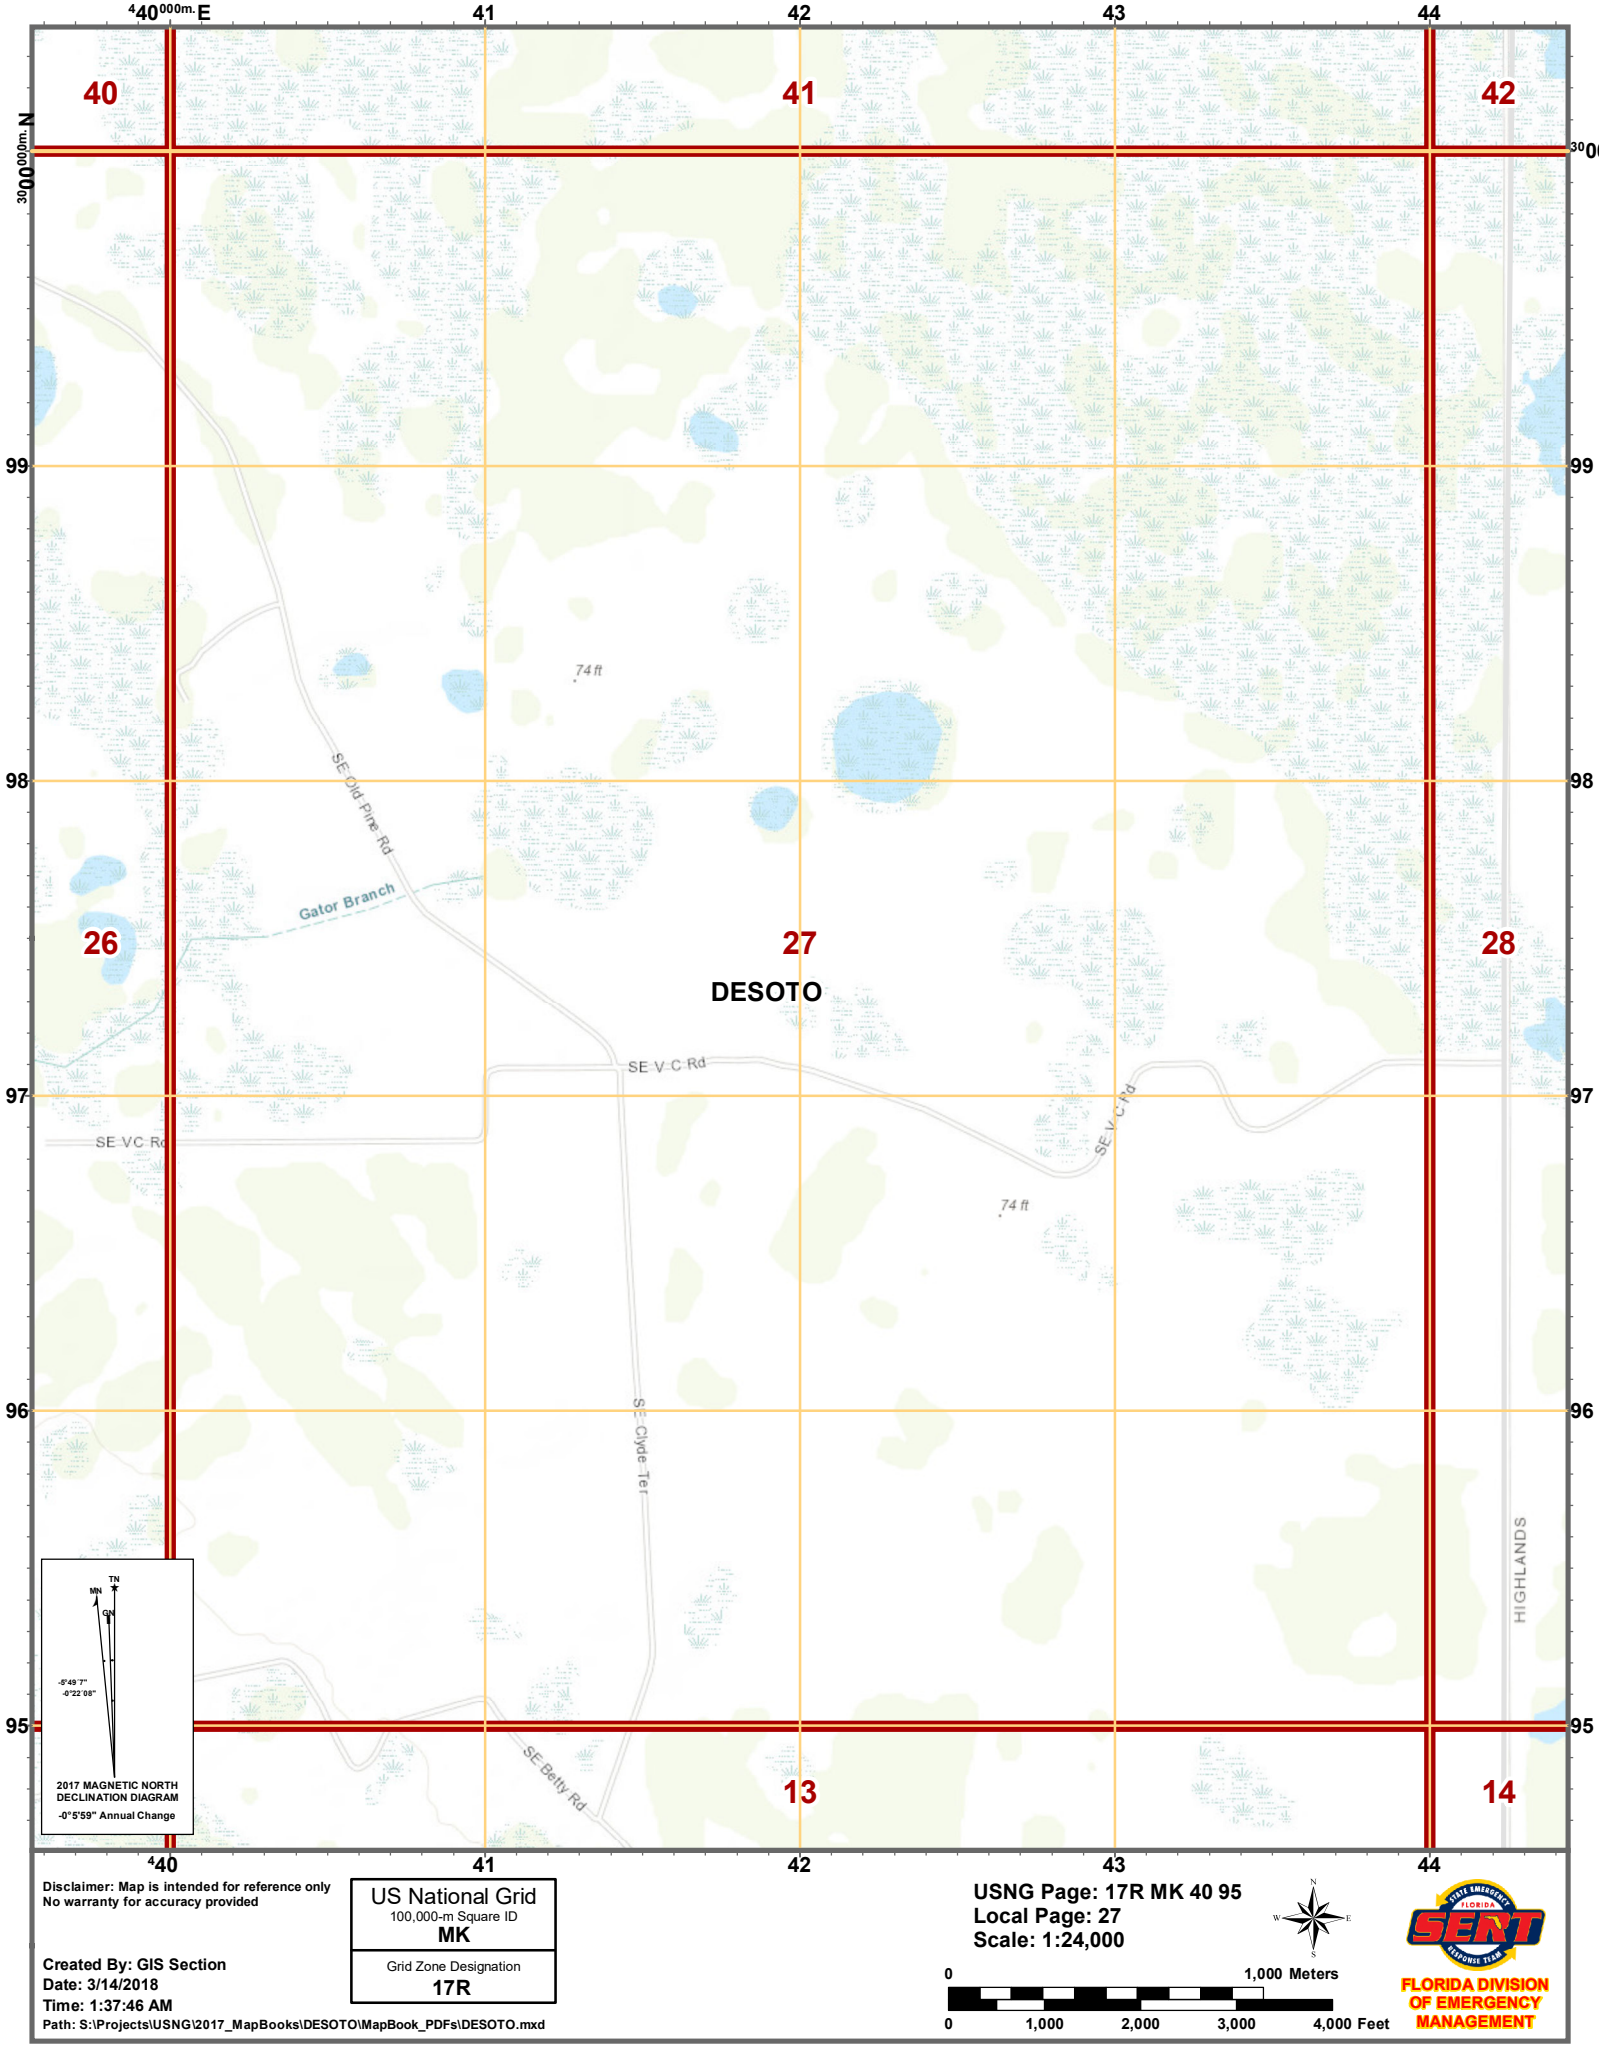 440000m.E 41 42 43 44
40 41 42
3000000m. N
300
99 99
74 ft
98 98
SE Old Pine Rd
Gator Branch
26 27 28
DESOTO
SE V C Rd
97 97
SE V C Rd
SE VC Rd
74 ft
96 96
SE Clyde Ter
HIGHLANDS
TN
MN
GN
-5°49'7"
-0°22'08"
95 95
2017 MAGNETIC NORTH
DECLINATION DIAGRAM
-0°5'59" Annual Change
SE Betty Rd
13 14
440 41 42 43 44
Disclaimer: Map is intended for reference only
No warranty for accuracy provided
Created By: GIS Section
Date: 3/14/2018
Time: 1:37:46 AM
Path: S:\Projects\USNG\2017_MapBooks\DESOTO\MapBook_PDFs\DESOTO.mxd
US National Grid
100,000-m Square ID
MK
Grid Zone Designation
17R
USNG Page: 17R MK 40 95
Local Page: 27
Scale: 1:24,000
N
W E
S
0 1,000 Meters
0 1,000 2,000 3,000 4,000 Feet
STATE EMERGENCY
FLORIDA
SERT
RESPONSE TEAM
FLORIDA DIVISION
OF EMERGENCY
MANAGEMENT